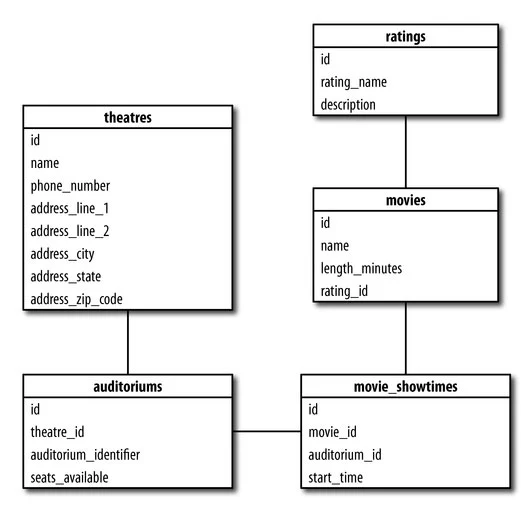 ratings
id
rating_name
description
theatres
id
name
phone_number
address_line_1
address_line_2
address_city
address_state
address_zip_code
movies
id
name
length_minutes
rating_id
auditoriums
id
theatre_id
auditorium_identifier
seats_available
movie_showtimes
id
movie_id
auditorium_id
start_time